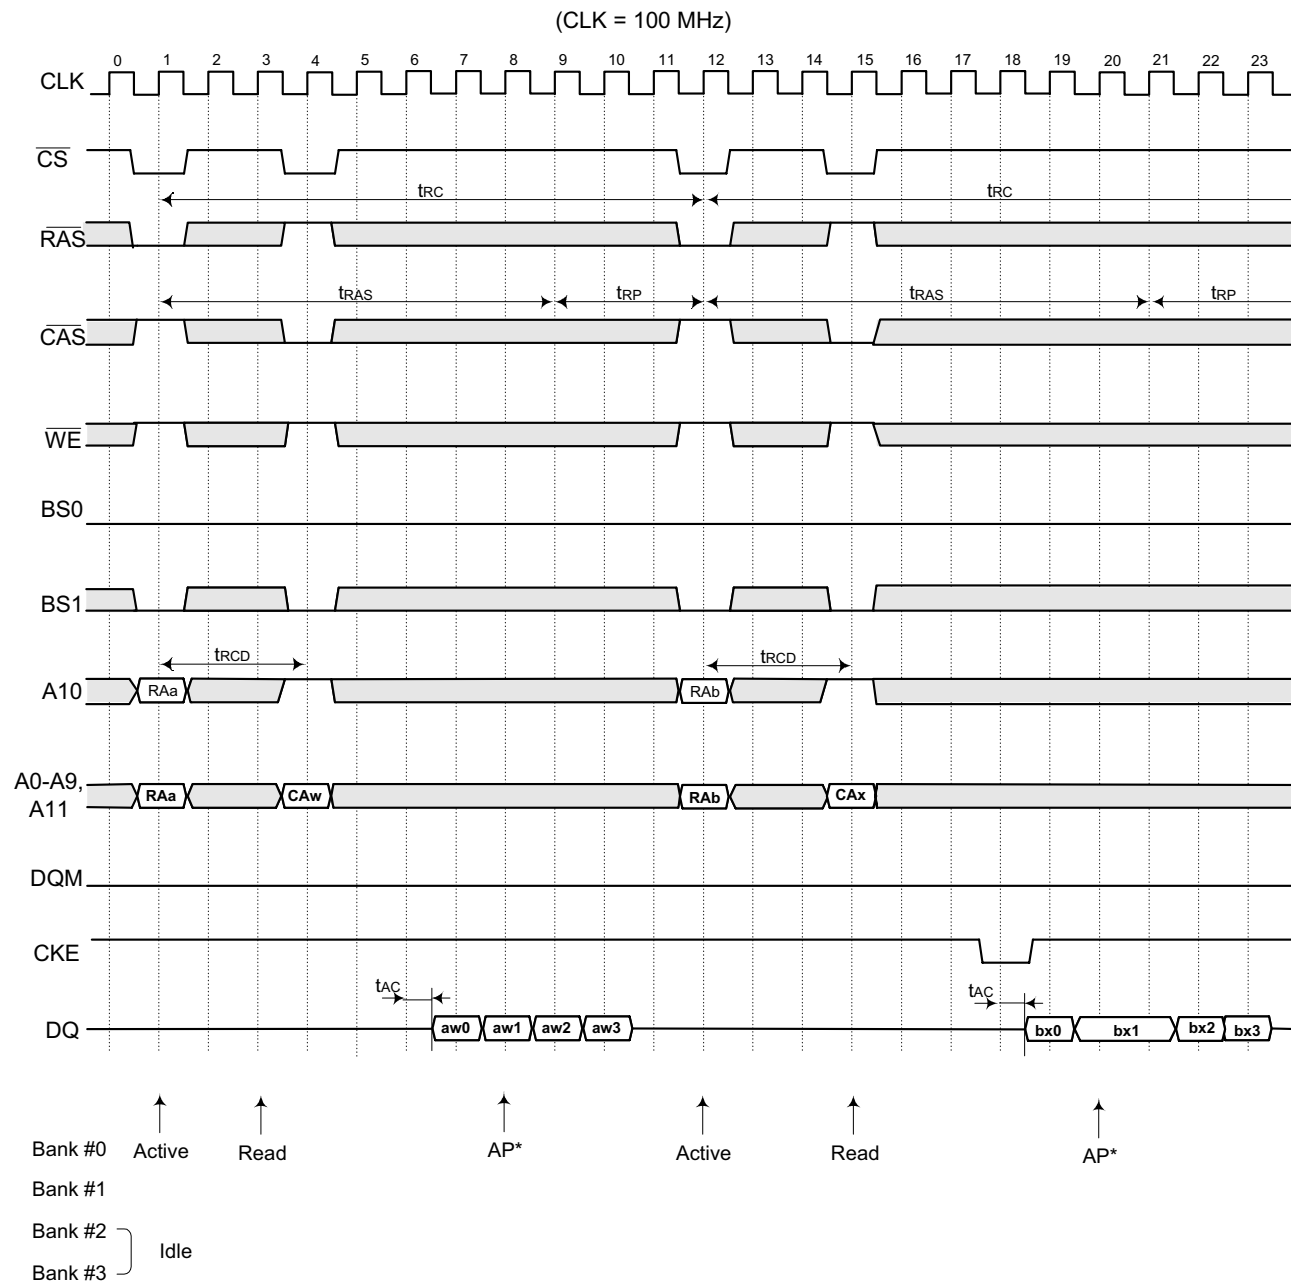 (CLK = 100 MHz)
0 1 2 3 4 5 6 7 8 9 10 11 12 13 14 15 16 17 18 19 20 21 22 23
CLK
CS
tRC tRC
RAS
tRAS tRP tRAS tRP
CAS
WE
BS0
BS1
tRCD tRCD
A10 RAa RAb
A0-A9,
A11
RAa CAw RAb CAx
DQM
CKE
tAC tAC
DQ aw0 aw1 aw2 aw3 bx0 bx1 bx2 bx3
Bank #0 Active Read AP* Active Read AP*
Bank #1
Bank #2
Idle
Bank #3